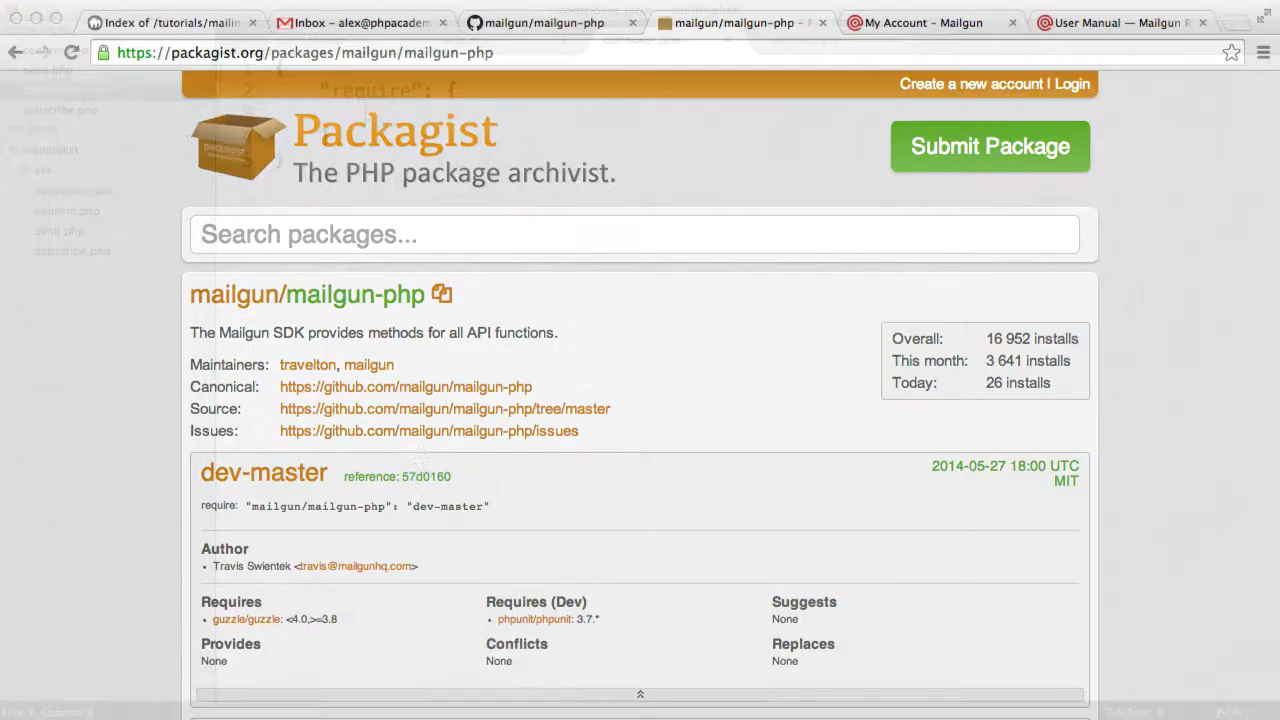 Index of /tutorials/mailin
Inbox – alex@phpacadem
mailgun/mailgun-php
mailgun/mailgun-php - P
My Account - Mailgun
User Manual — Mailgun R
https://packagist.org/packages/mailgun/mailgun-php
2 "require": {
Create a new account | Login
packagist
Packagist
The PHP package archivist.
Submit Package
confirm.php
Search packages...
mailgun/mailgun-php
The Mailgun SDK provides methods for all API functions.
Maintainers: travelton, mailgun
Canonical: https://github.com/mailgun/mailgun-php
Source: https://github.com/mailgun/mailgun-php/tree/master
Issues: https://github.com/mailgun/mailgun-php/issues
Overall: 16 952 installs
This month: 3 641 installs
Today: 26 installs
dev-master reference: 57d0160
2014-05-27 18:00 UTC
MIT
require: "mailgun/mailgun-php": "dev-master"
Author
• Travis Swientek <travis@mailgunhq.com>
Requires
• guzzle/guzzle: <4.0,>=3.8
Requires (Dev)
• phpunit/phpunit: 3.7.*
Suggests
None
Provides
None
Conflicts
None
Replaces
None